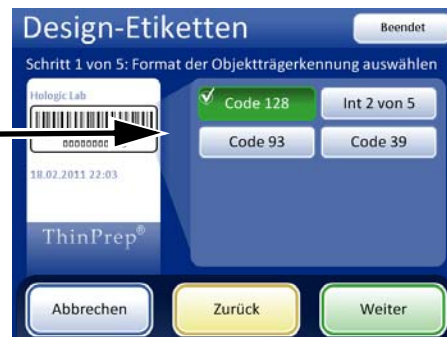 Design-Etiketten
Beendet
Schritt 1 von 5: Format der Objektträgerkennung auswählen
Hologic Lab
18.02.2011 22:03
ThinPrep®
Code 128
Int 2 von 5
Code 93
Code 39
Abbrechen
Zurück
Weiter